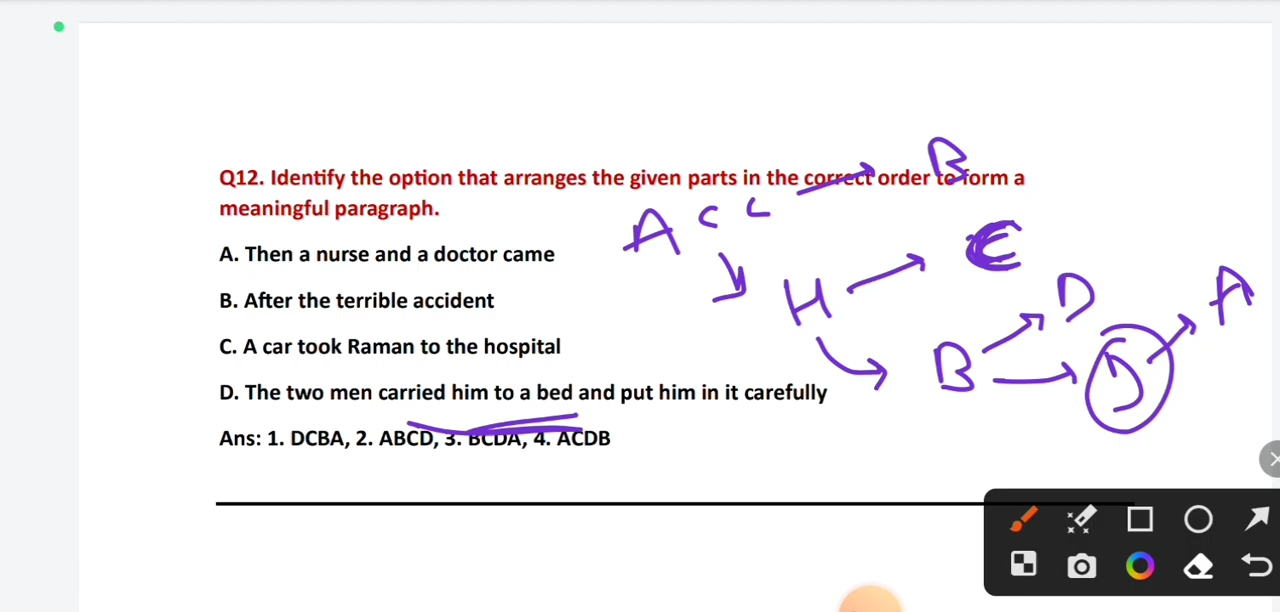 Q12. Identify the option that arranges the given parts in the correct order to form a
meaningful paragraph.
B
A c c
A. Then a nurse and a doctor came
H
D
A
B. After the terrible accident
C. A car took Raman to the hospital
B
D. The two men carried him to a bed and put him in it carefully
Ans: 1. DCBA, 2. ABCD, 3. BCDA, 4. ACDB